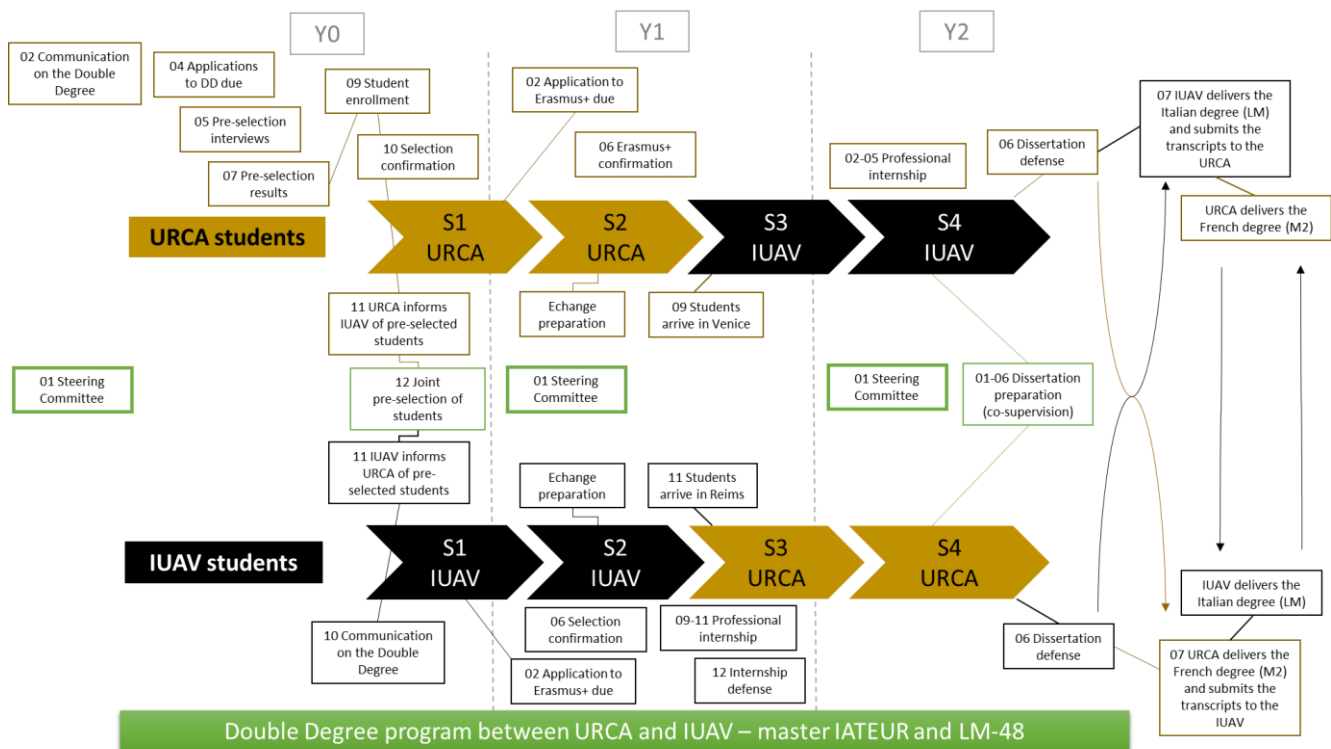 Y0
Y1
Y2
02 Communication
on the Double
Degree
04 Applications
to DD due
05 Pre-selection
interviews
07 Pre-selection
results
09 Student
enrollment
10 Selection
confirmation
02 Application to
Erasmus+ due
06 Erasmus+
confirmation
02-05 Professional
internship
06 Dissertation
defense
07 IUAV delivers the
Italian degree (LM)
and submits the
transcripts to the
URCA
URCA delivers the
French degree (M2)
URCA students
S1
URCA
S2
URCA
S3
IUAV
S4
IUAV
11 URCA informs
IUAV of pre-selected
students
Echange
preparation
09 Students
arrive in Venice
01 Steering
Committee
12 Joint
pre-selection of
students
01 Steering
Committee
01 Steering
Committee
01-06 Dissertation
preparation
(co-supervision)
11 IUAV informs
URCA of pre-
selected students
Echange
preparation
11 Students
arrive in Reims
IUAV students
S1
IUAV
S2
IUAV
S3
URCA
S4
URCA
10 Communication
on the Double
Degree
06 Selection
confirmation
02 Application to
Erasmus+ due
09-11 Professional
internship
12 Internship
defense
06 Dissertation
defense
IUAV delivers the
Italian degree (LM)
07 URCA delivers the
French degree (M2)
and submits the
transcripts to the
IUAV
Double Degree program between URCA and IUAV – master IATEUR and LM-48